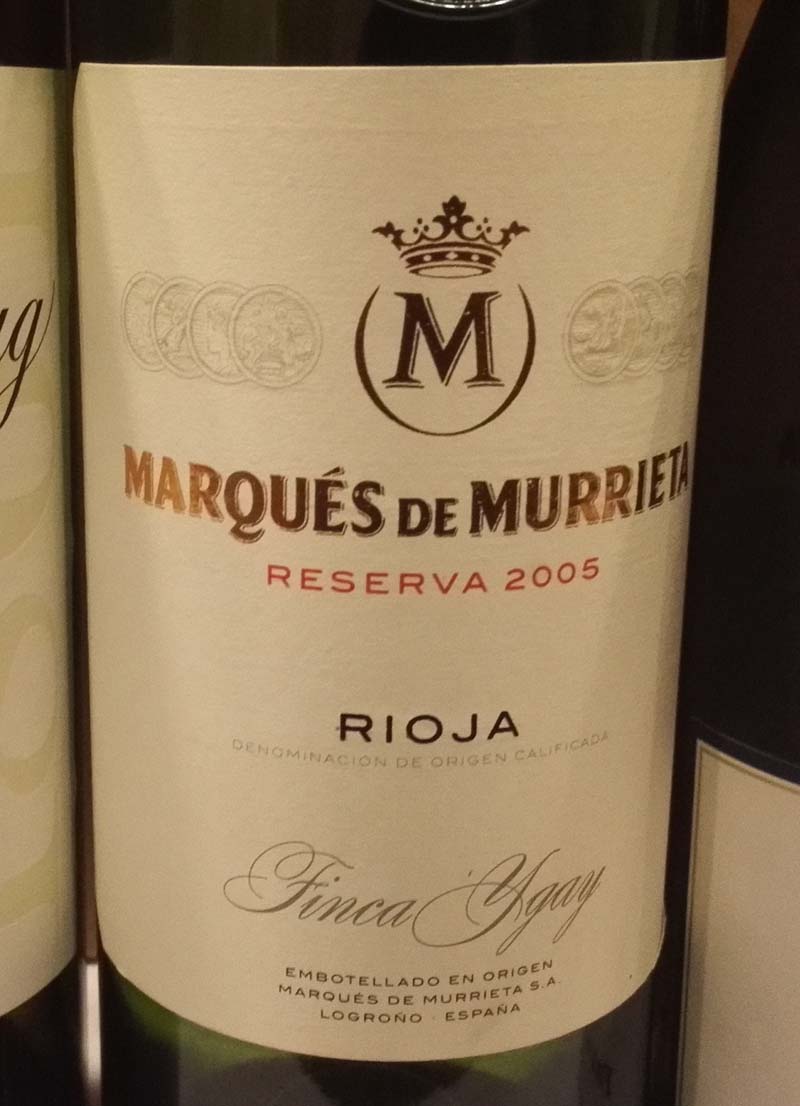 M
MARQUÉS DE MURRIETA
RESERVA 2005
RIOJA
DENOMINACIÓN DE ORIGEN CALIFICADA
Finca Ygay
EMBOTELLADO EN ORIGEN
MARQUÉS DE MURRIETA S.A.
LOGROÑO · ESPAÑA